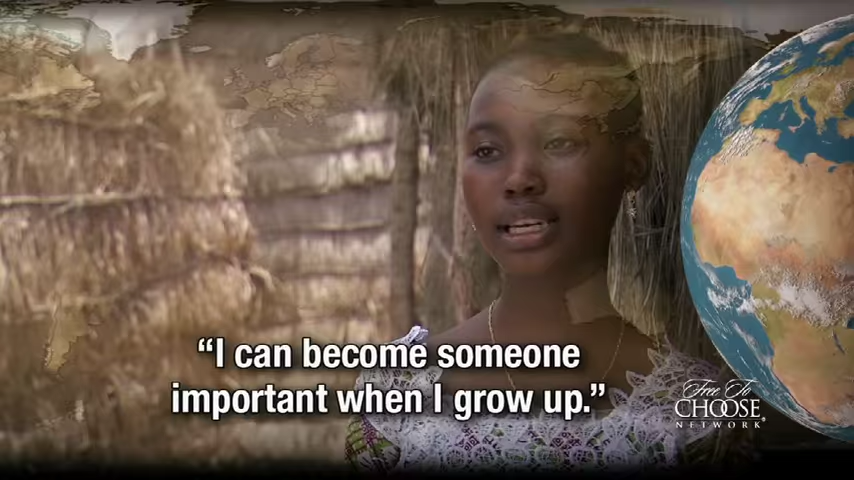 “I can become someone
important when I grow up.”
Free To
CHOOSE
NETWORK®